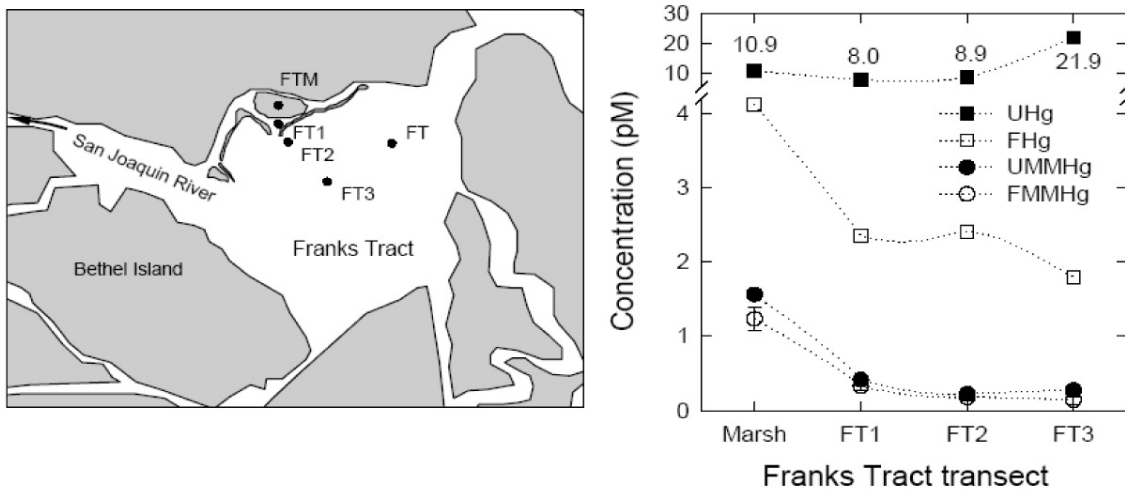 FTM
FT1
FT
FT2
FT3
San Joaquin River
Franks Tract
Bethel Island
30
20
10
4
3
2
1
0
Concentration (pM)
10.9
8.0
8.9
21.9
UHg
FHg
UMMHg
FMMHg
Marsh
FT1
FT2
FT3
Franks Tract transect